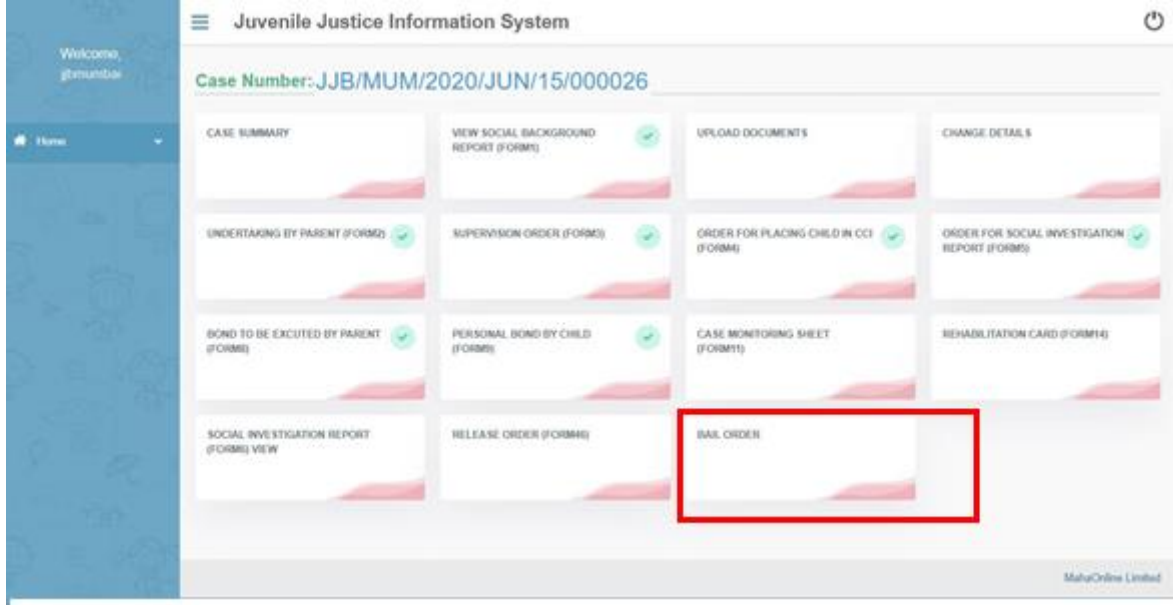 Juvenile Justice Information System
Welcome,
jjbmumbai
Case Number: JJB/MUM/2020/JUN/15/000026
Home
CASE SUMMARY
VIEW SOCIAL BACKGROUND
REPORT (FORM1)
UPLOAD DOCUMENTS
CHANGE DETAILS
UNDERTAKING BY PARENT (FORM2)
SUPERVISION ORDER (FORM3)
ORDER FOR PLACING CHILD IN CCI
(FORM4)
ORDER FOR SOCIAL INVESTIGATION
REPORT (FORM5)
BOND TO BE EXCUTED BY PARENT
(FORM8)
PERSONAL BOND BY CHILD
(FORM9)
CASE MONITORING SHEET
(FORM11)
REHABILITATION CARD (FORM14)
SOCIAL INVESTIGATION REPORT
(FORM6) VIEW
RELEASE ORDER (FORM46)
BAIL ORDER
MahaOnline Limited